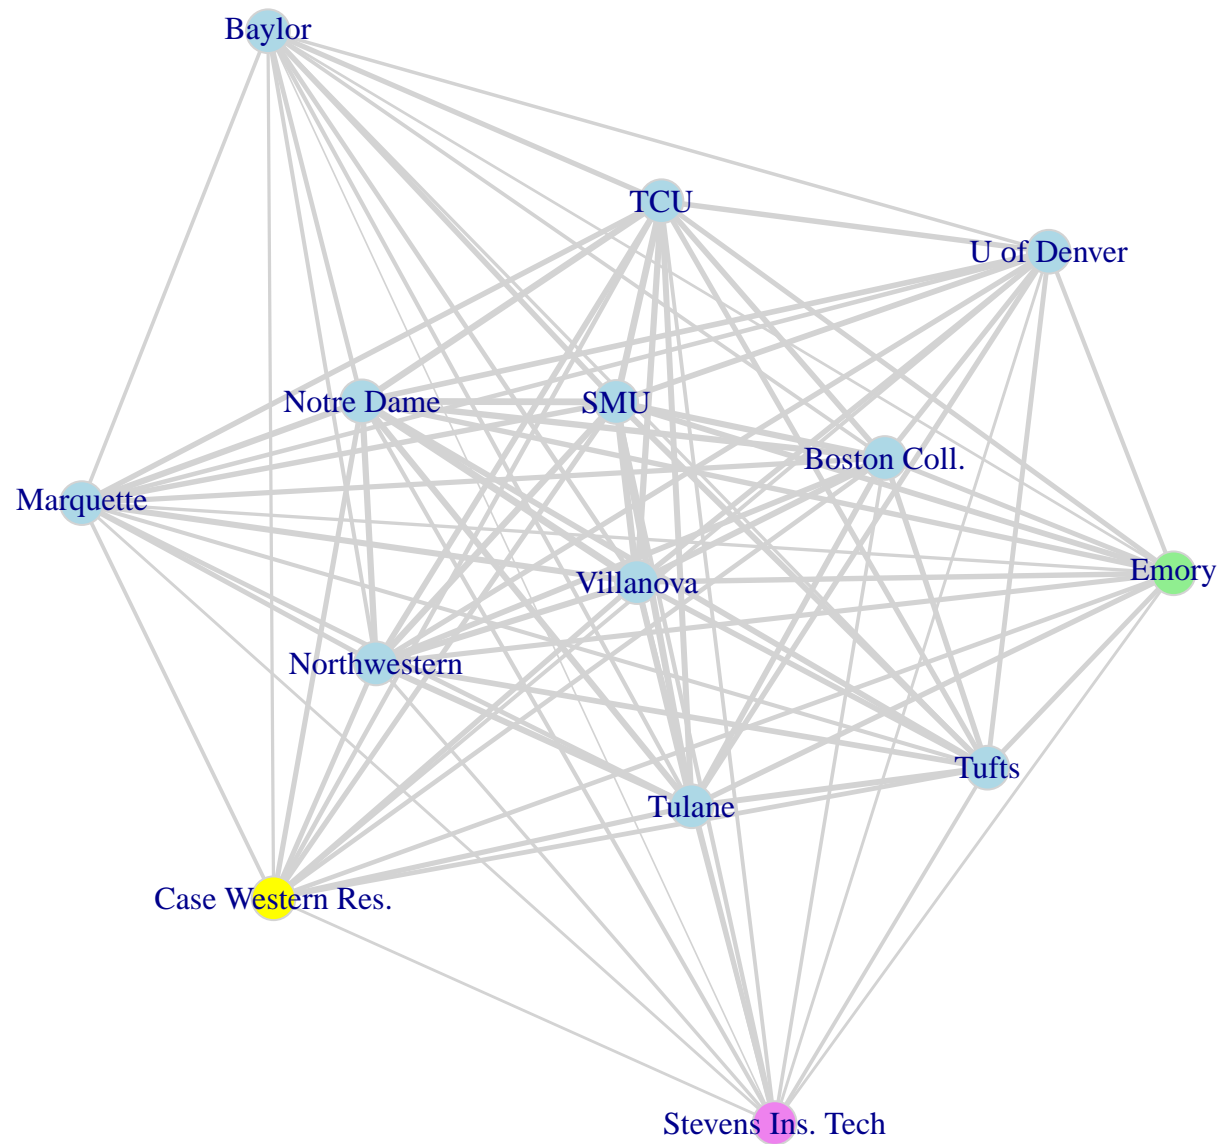 Baylor
TCU
U of Denver
Notre Dame
SMU
Boston Coll.
Marquette
Villanova
Emory
Northwestern
Tufts
Tulane
Case Western Res.
Stevens Ins. Tech